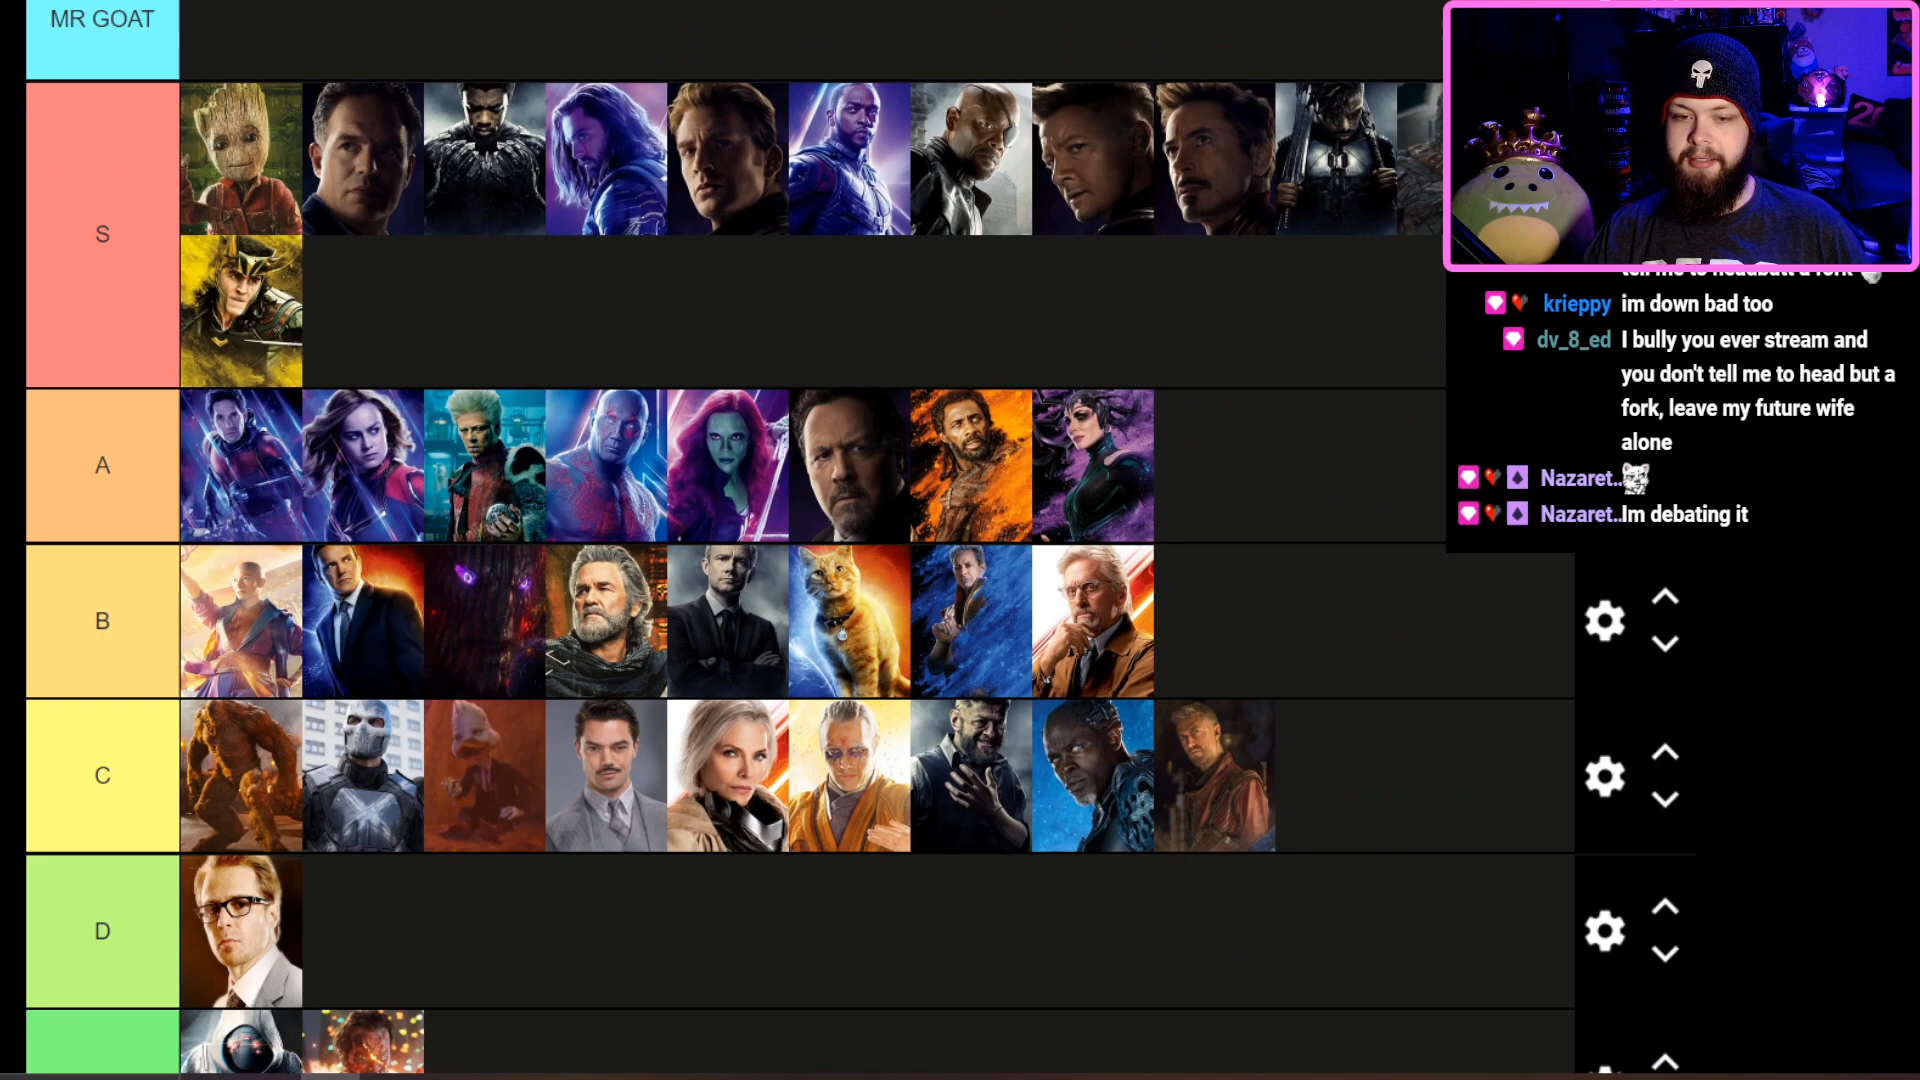 MR GOAT
S
A
B
C
D
krieppy im down bad too
dv_8_ed I bully you ever stream and
you don't tell me to head but a
fork, leave my future wife
alone
Nazaret..
Nazaret..Im debating it